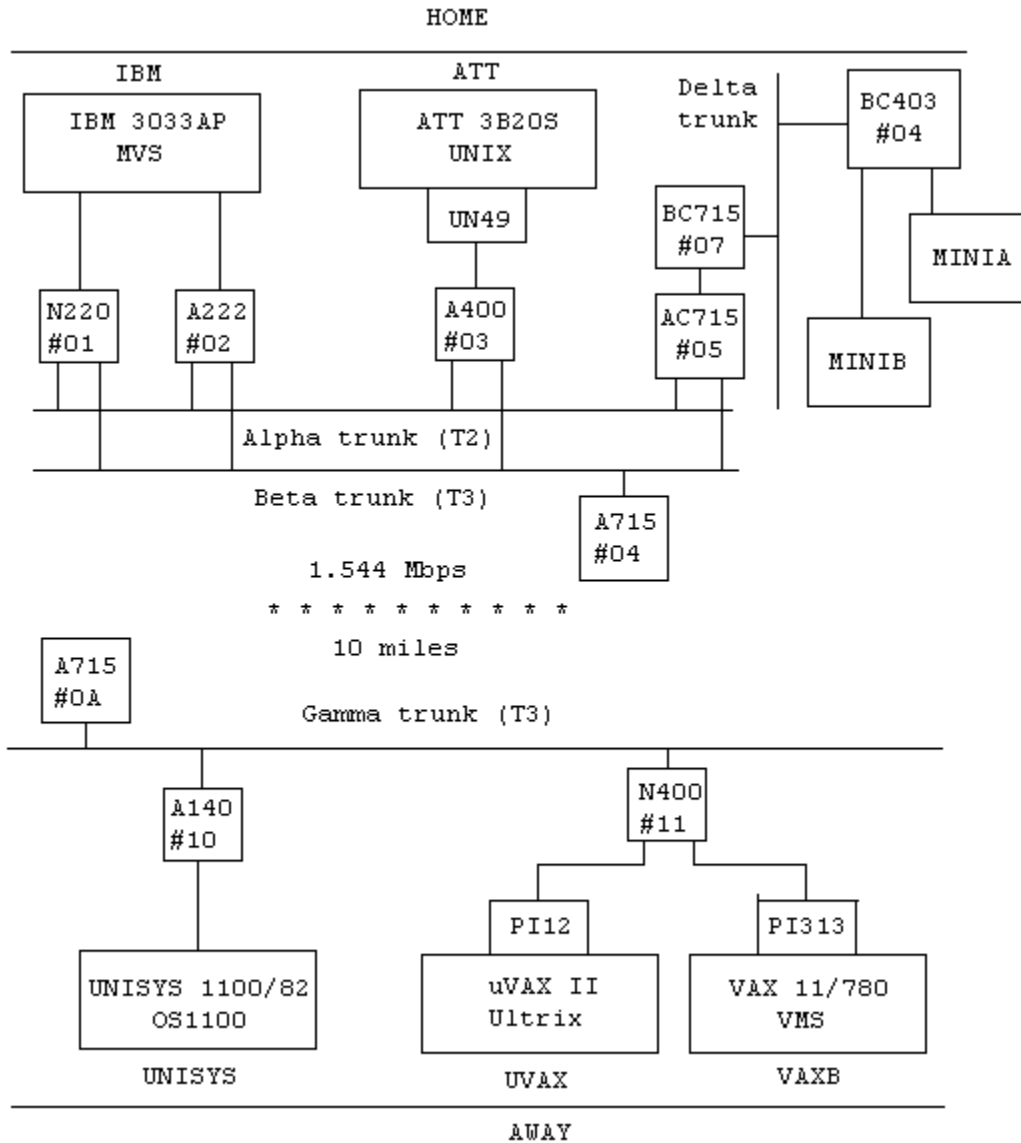 HOME
IBM
ATT
IBM 3033AP
MVS
ATT 3B20S
UNIX
Delta
trunk
BC403
#04
UN49
BC715
#07
MINIA
N220
#01
A222
#02
A400
#03
AC715
#05
MINIB
Alpha trunk (T2)
Beta trunk (T3)
A715
#04
1.544 Mbps
* * * * * * * * * *
10 miles
A715
#0A
Gamma trunk (T3)
A140
#10
N400
#11
PI12
PI313
UNISYS 1100/82
OS1100
uVAX II
Ultrix
VAX 11/780
VMS
UNISYS
UVAX
VAXB
AWAY